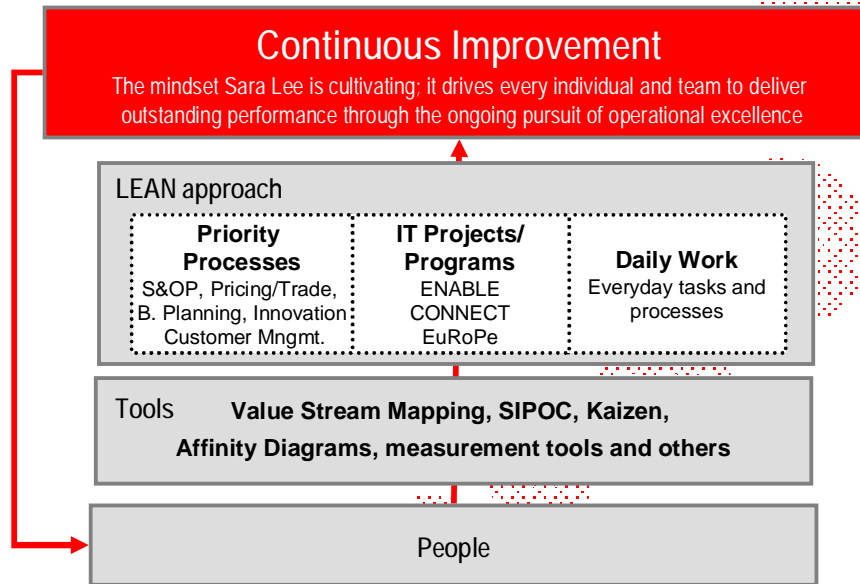 Continuous Improvement
The mindset Sara Lee is cultivating; it drives every individual and team to deliver
outstanding performance through the ongoing pursuit of operational excellence
LEAN approach
Priority
Processes
S&OP, Pricing/Trade,
B. Planning, Innovation
Customer Mngmt.
IT Projects/
Programs
ENABLE
CONNECT
EuRoPe
Daily Work
Everyday tasks and
processes
Tools
Value Stream Mapping, SIPOC, Kaizen,
Affinity Diagrams, measurement tools and others
People